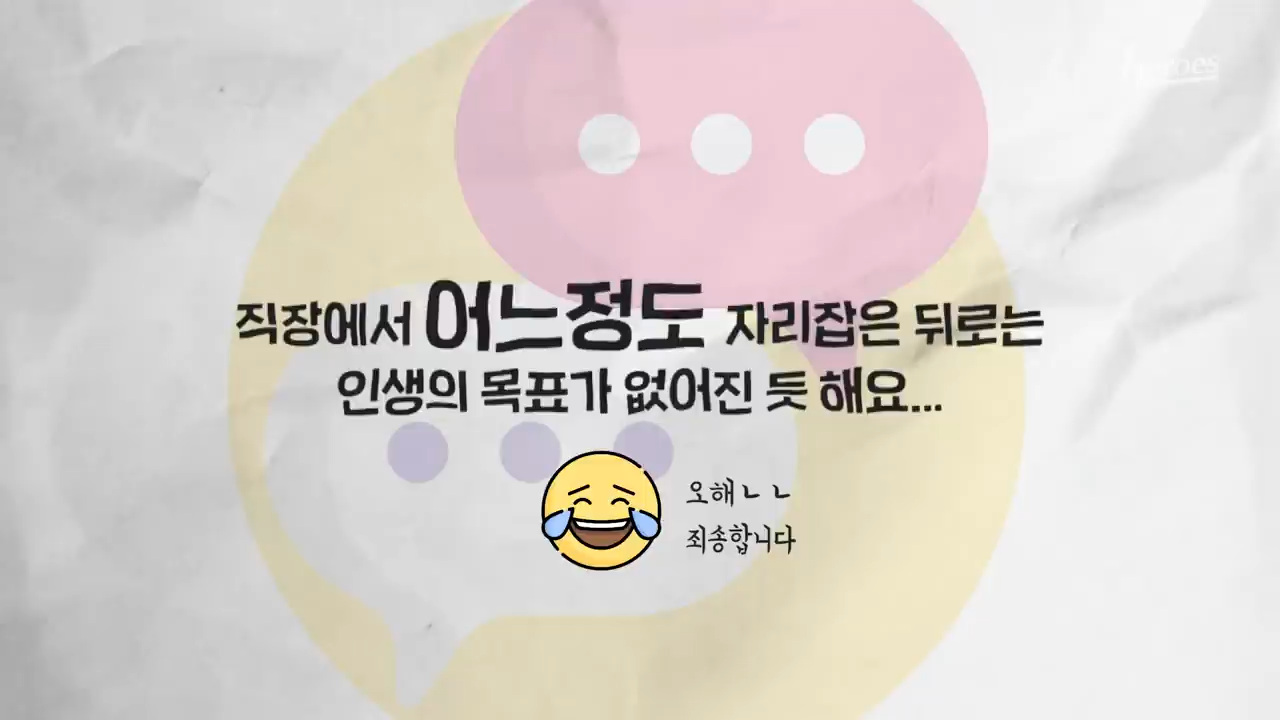 직장에서 어느정도 자리잡은 뒤로는
인생의 목표가 없어진 듯 해요...
오해ㄴㄴ
죄송합니다